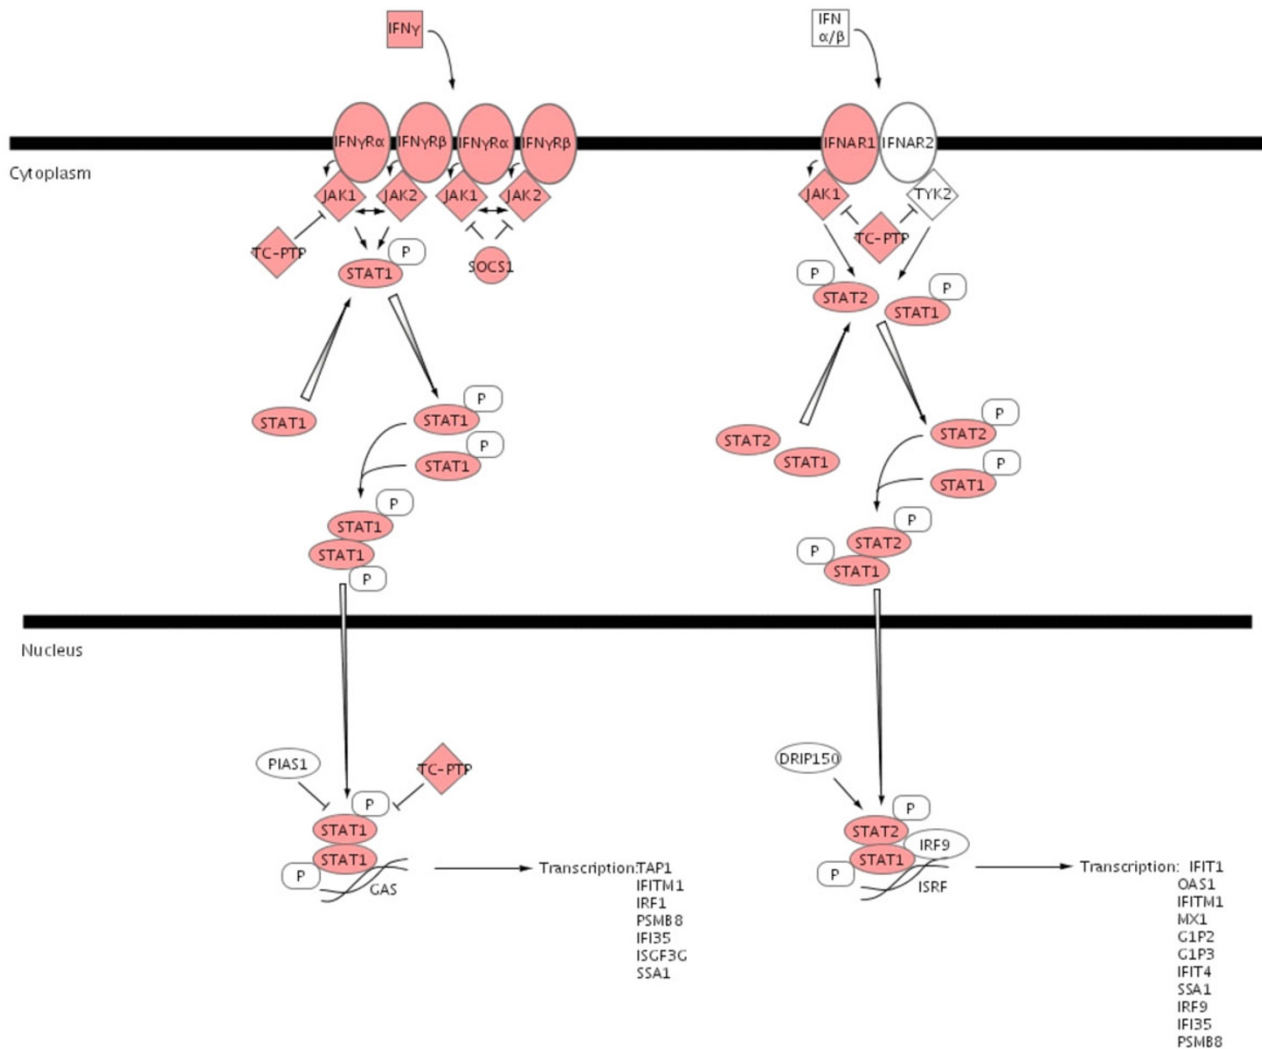 IFNγ
IFN
α/β
IFNγRα
IFNγRβ
IFNγRα
IFNγRβ
IFNAR1
IFNAR2
Cytoplasm
JAK1
JAK2
JAK1
JAK2
JAK1
TYK2
TC-PTP
P
STAT1
SOCS1
TC-PTP
P
STAT2
P
STAT1
STAT1
P
STAT1
P
STAT1
STAT2
STAT1
P
STAT2
P
STAT1
P
STAT1
STAT1
P
P
STAT2
P
STAT1
Nucleus
PIAS1
TC-PTP
P
STAT1
STAT1
P
GAS
Transcription:TAP1
IFITM1
IRF1
PSMB8
IFI35
ISGF3G
SSA1
DRIP150
P
STAT2
IRF9
STAT1
P
ISRF
Transcription: IFIT1
OAS1
IFITM1
MX1
G1P2
G1P3
IFIT4
SSA1
IRF9
IFI35
PSMB8